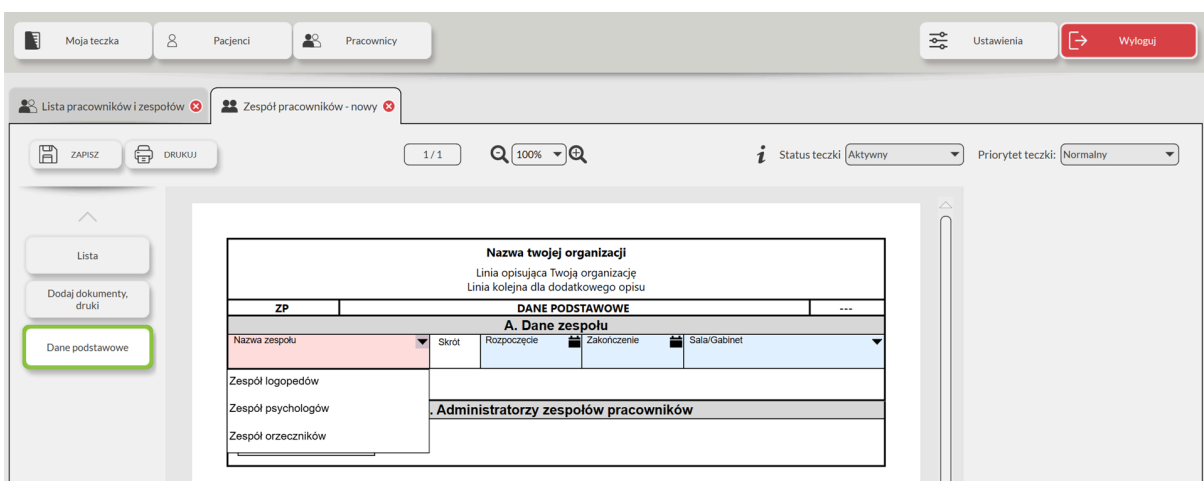 Moja teczka
Pacjenci
Pracownicy
Ustawienia
Wyloguj
Lista pracowników i zespołów
Zespół pracowników - nowy
ZAPISZ
DRUKUJ
1 / 1
100%
i
Status teczki
Aktywny
Priorytet teczki:
Normalny
Lista
Dodaj dokumenty,
druki
Dane podstawowe
Nazwa twojej organizacji
Linia opisująca Twoją organizację
Linia kolejna dla dodatkowego opisu
ZP
DANE PODSTAWOWE
---
A. Dane zespołu
Nazwa zespołu
Skrót
Rozpoczęcie
Zakończenie
Sala/Gabinet
Zespół logopedów
Zespół psychologów
. Administratorzy zespołów pracowników
Zespół orzeczników